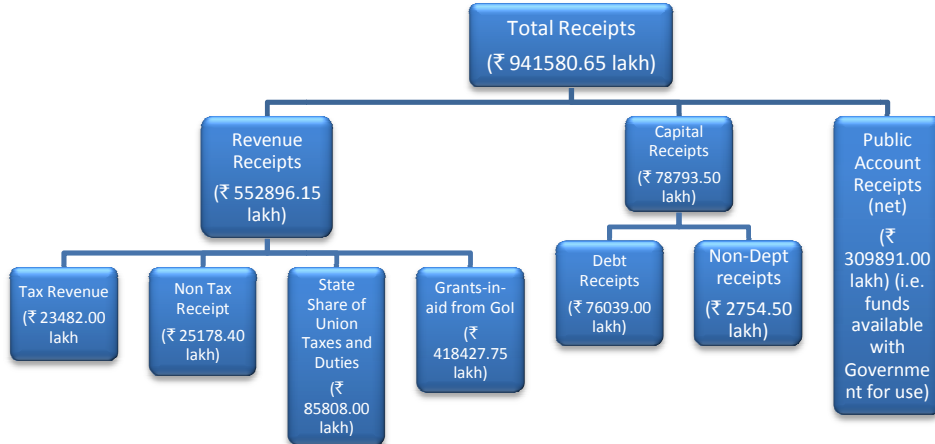 Total Receipts
(₹ 941580.65 lakh)
Revenue
Receipts
(₹ 552896.15
lakh)
Capital
Receipts
(₹ 78793.50
lakh)
Public
Account
Receipts
(net)
(₹
309891.00
lakh) (i.e.
funds
available
with
Governme
nt for use)
Tax Revenue
(₹ 23482.00
lakh
Non Tax
Receipt
(₹ 25178.40
lakh)
State
Share of
Union
Taxes and
Duties
(₹
85808.00
lakh)
Grants-in-
aid from GoI
(₹
418427.75
lakh)
Debt
Receipts
(₹ 76039.00
lakh)
Non-Dept
receipts
(₹ 2754.50
lakh)